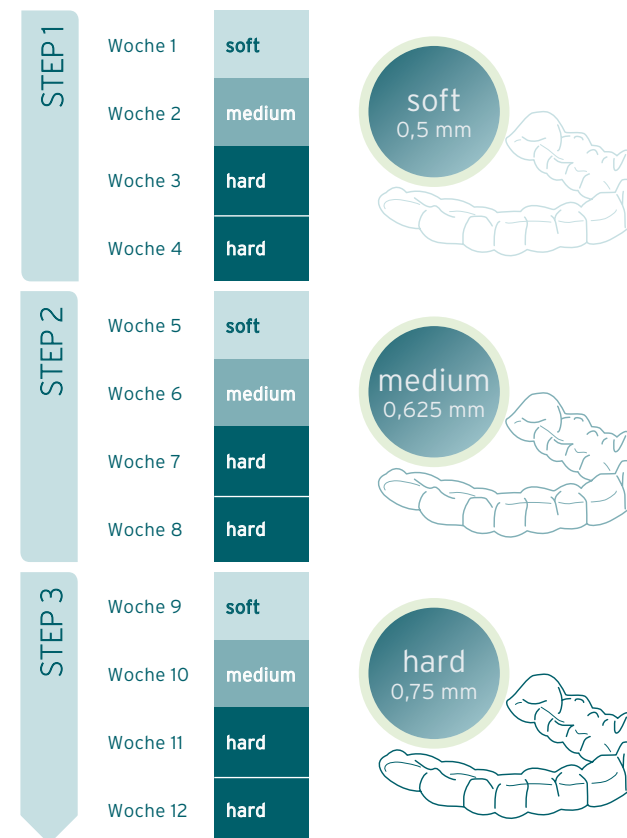 STEP 1
Woche 1 soft
Woche 2 medium
Woche 3 hard
Woche 4 hard
soft
0,5 mm
STEP 2
Woche 5 soft
Woche 6 medium
Woche 7 hard
Woche 8 hard
medium
0,625 mm
STEP 3
Woche 9 soft
Woche 10 medium
Woche 11 hard
Woche 12 hard
hard
0,75 mm